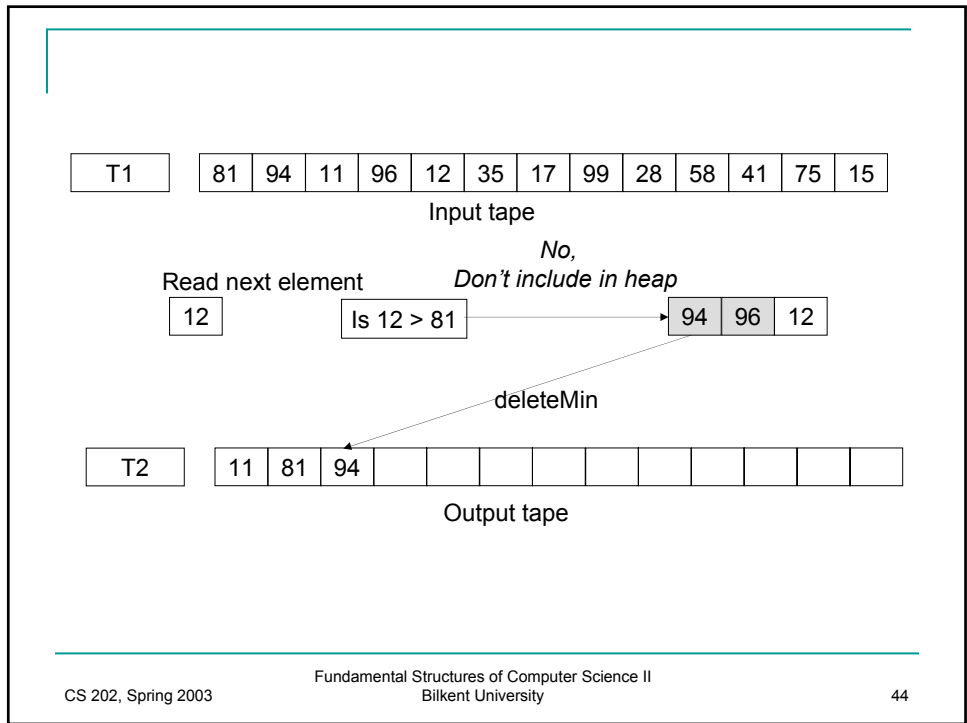 T1 81 94 11 96 12 35 17 99 28 58 41 75 15
Input tape
No,
Read next element Don't include in heap
12 Is 12 > 81 94 96 12
deleteMin
T2 11 81 94
Output tape
Fundamental Structures of Computer Science II
CS 202, Spring 2003 Bilkent University 44